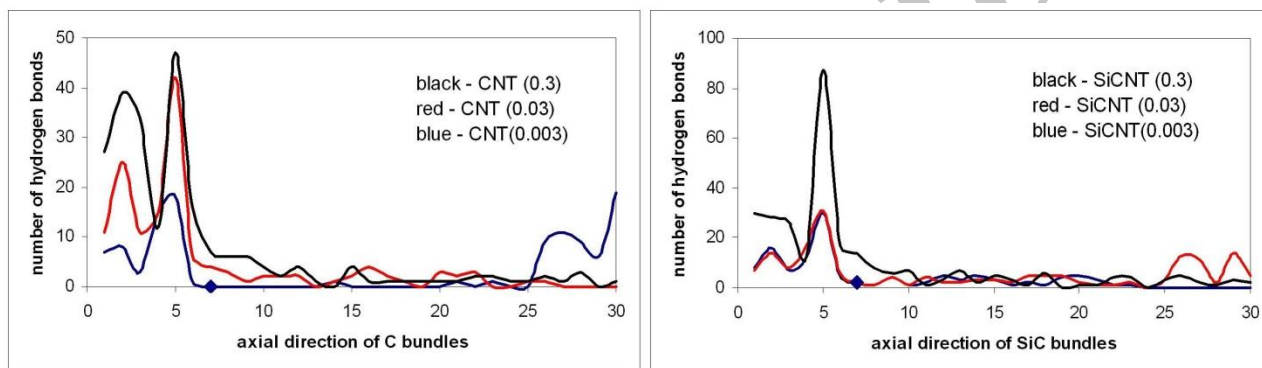 50
40
30
20
10
0
number of hydrogen bonds
black - CNT (0.3)
red - CNT (0.03)
blue - CNT(0.003)
0 5 10 15 20 25 30
axial direction of C bundles
100
80
60
40
20
0
number of hydrogen bonds
black - SiCNT (0.3)
red - SiCNT (0.03)
blue - SiCNT(0.003)
0 5 10 15 20 25 30
axial direction of SiC bundles